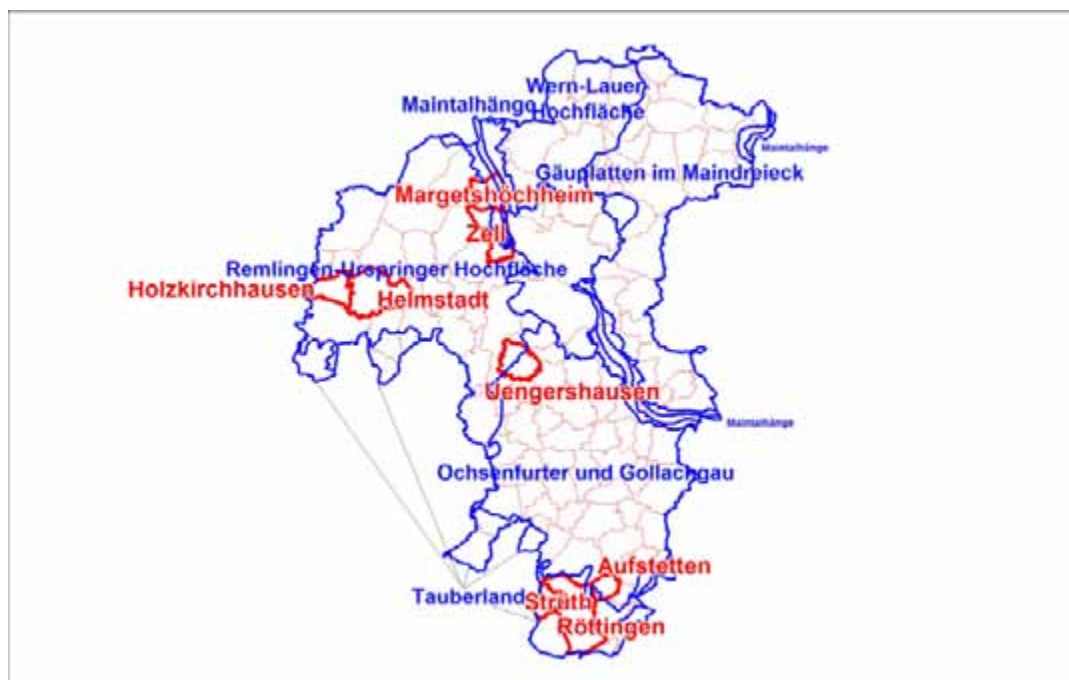 Wern-Lauer-
Hochfläche
Maintalhänge
Maintalhänge
Gäuplatten im Maindreieck
Margetshöchheim
Zell
Remlingen-Urspringer Hochfläche
Holzkirchhausen
Helmstadt
Uengershausen
Maintalhänge
Ochsenfurter und Gollachgau
Aufstetten
Tauberland
Strüth
Röttingen